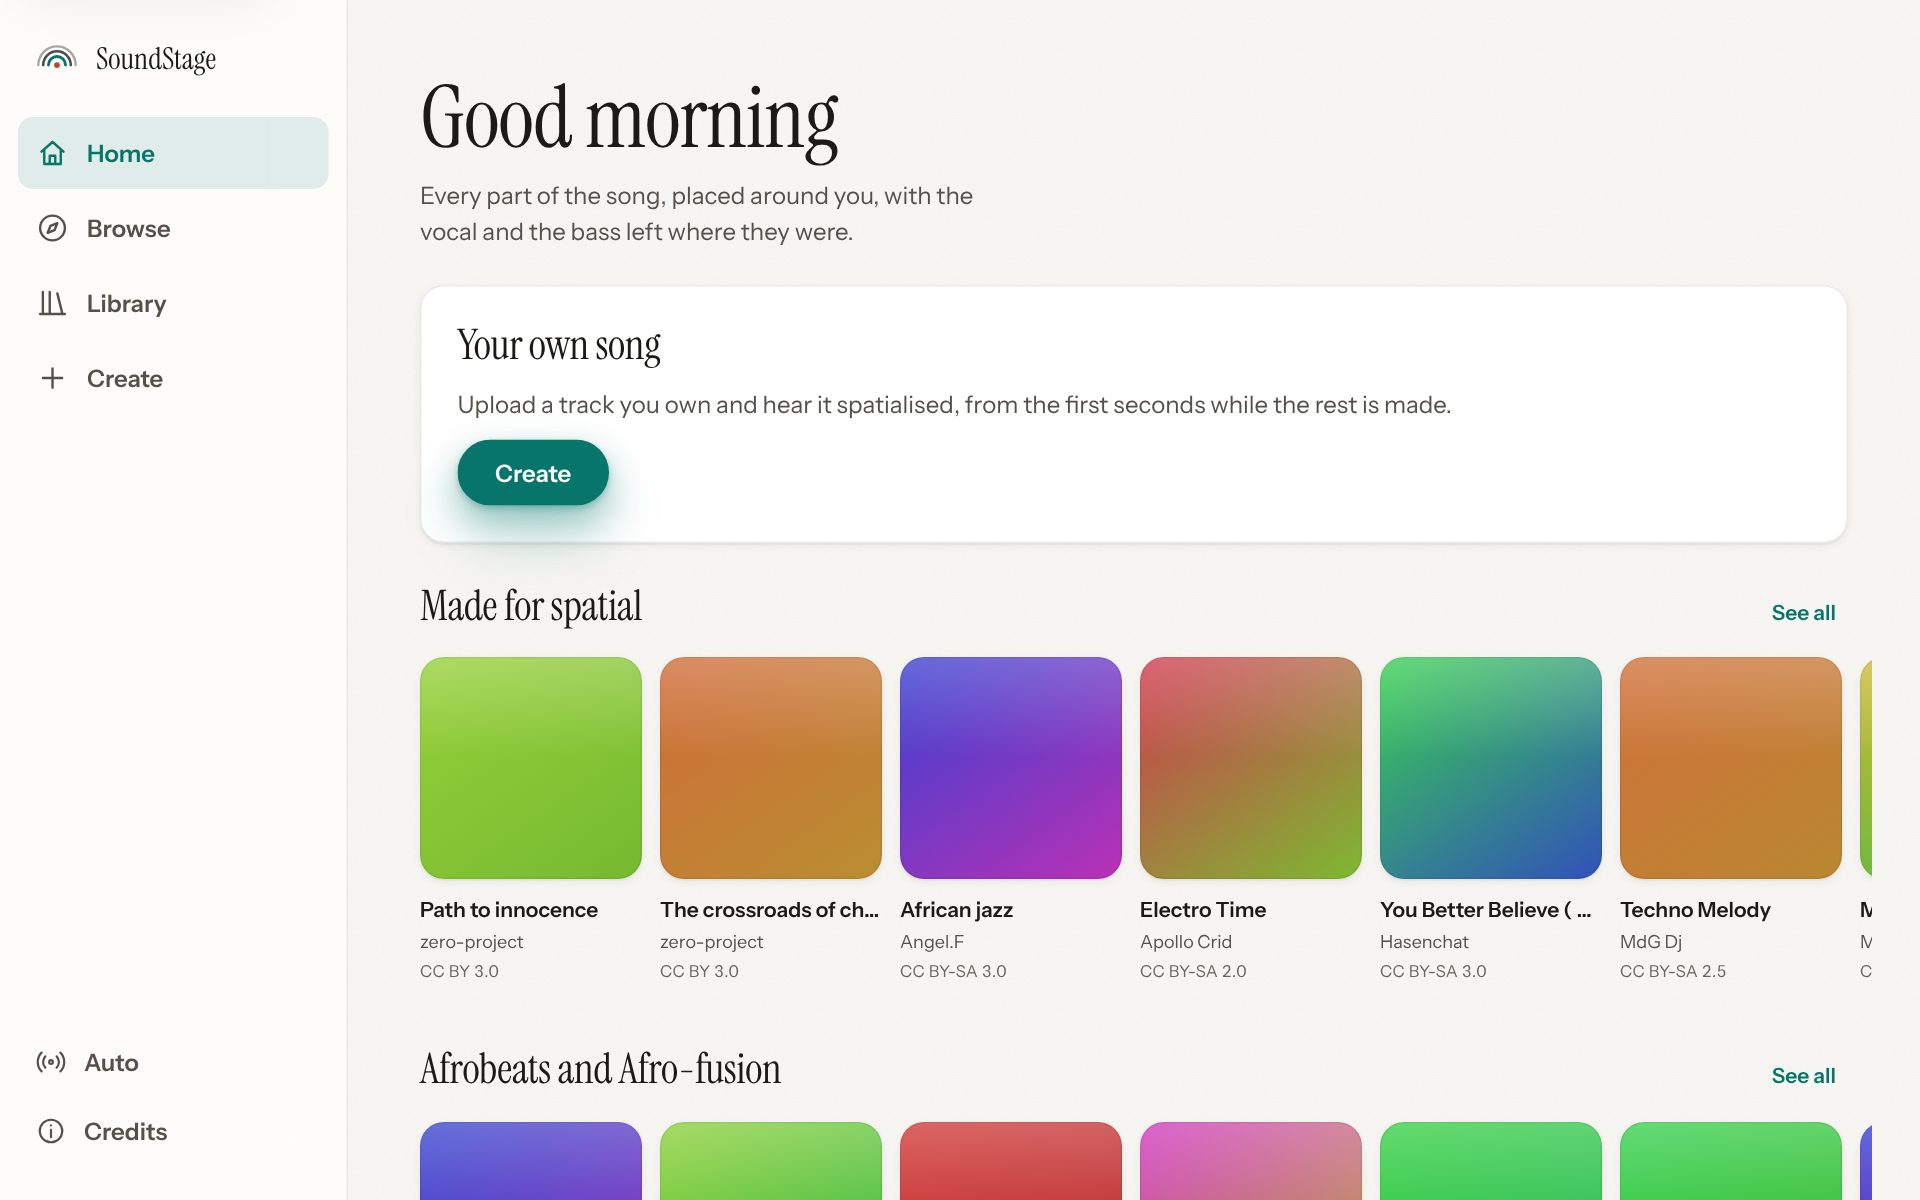 SoundStage
Home
Browse
Library
Create
Auto
Credits
Good morning
Every part of the song, placed around you, with the
vocal and the bass left where they were.
Your own song
Upload a track you own and hear it spatialised, from the first seconds while the rest is made.
Create
Made for spatial
See all
Path to innocence
zero-project
CC BY 3.0
The crossroads of ch...
zero-project
CC BY 3.0
African jazz
Angel.F
CC BY-SA 3.0
Electro Time
Apollo Crid
CC BY-SA 2.0
You Better Believe ( ...
Hasenchat
CC BY-SA 3.0
Techno Melody
MdG Dj
CC BY-SA 2.5
Afrobeats and Afro-fusion
See all